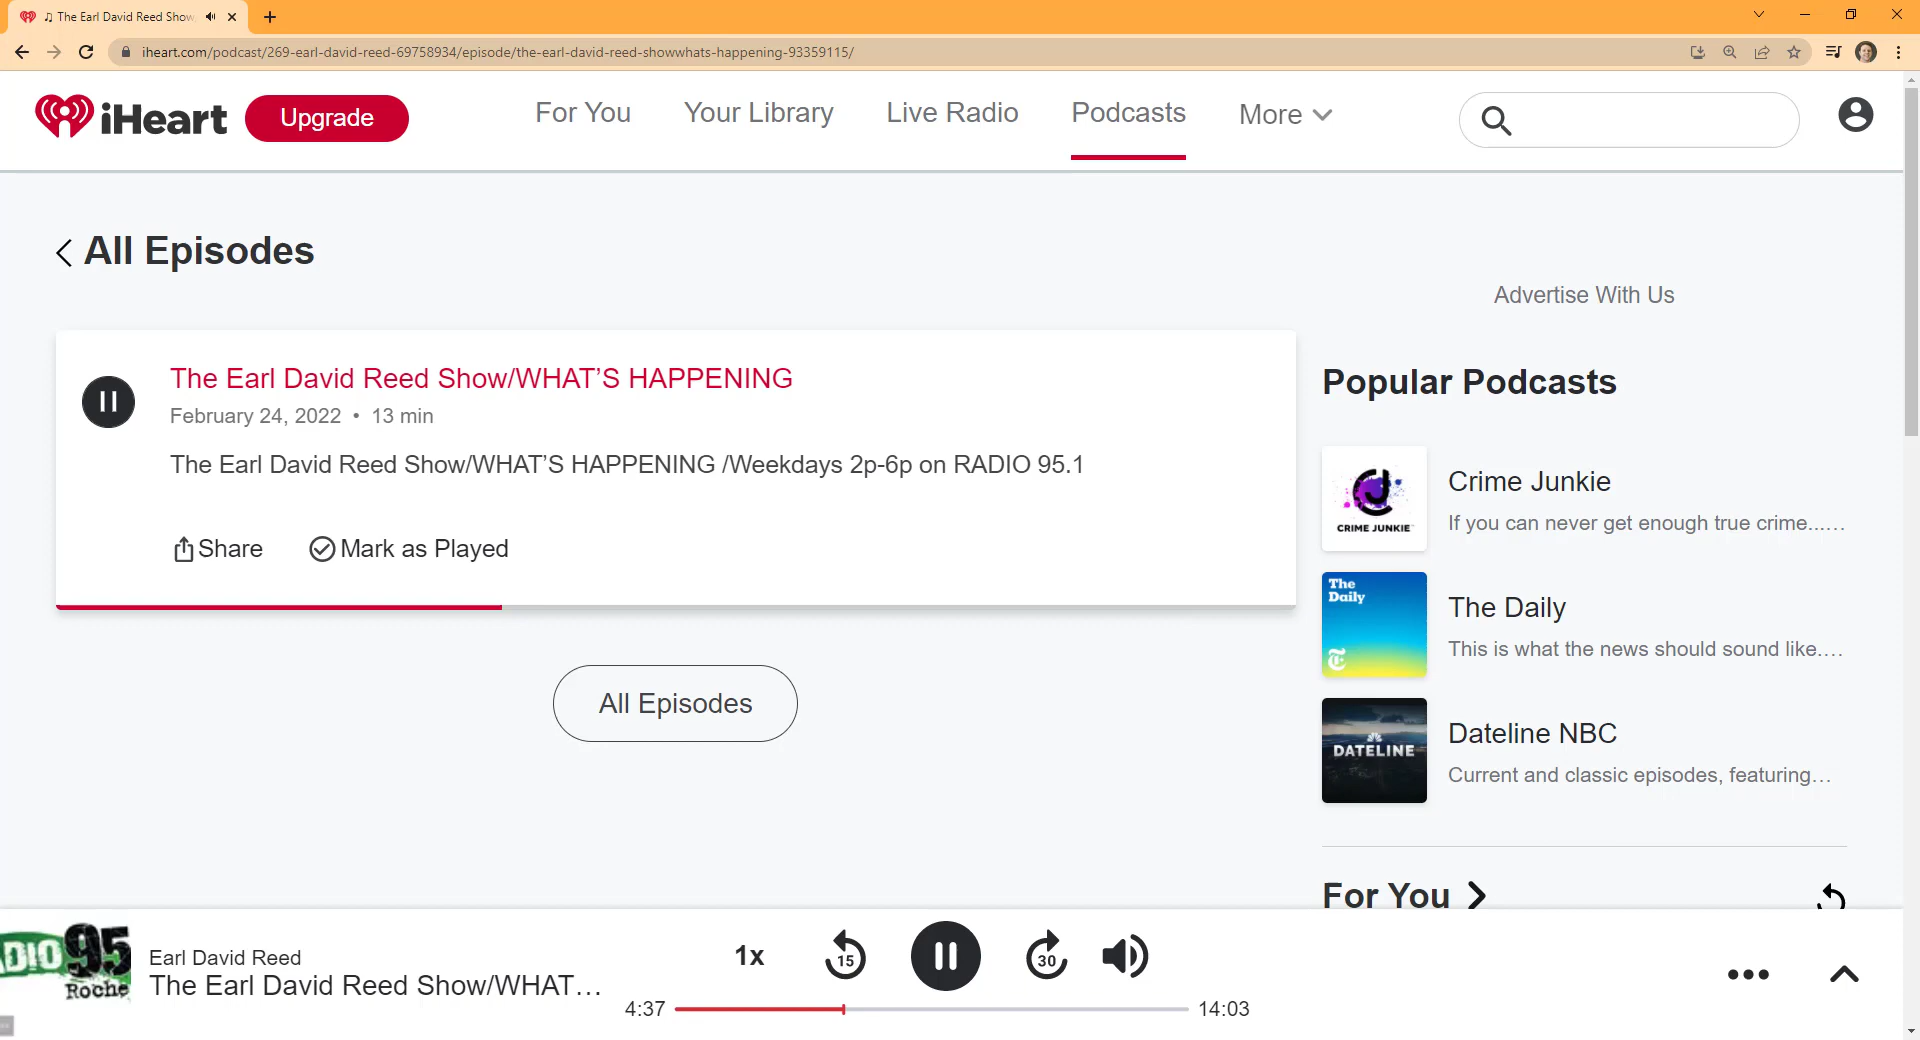 The Earl David Reed Show
iheart.com/podcast/269-earl-david-reed-69758934/episode/the-earl-david-reed-showwhats-happening-93359115/
iHeart
Upgrade
For You
Your Library
Live Radio
Podcasts
More
All Episodes
Advertise With Us
The Earl David Reed Show/WHAT’S HAPPENING
February 24, 2022 • 13 min
The Earl David Reed Show/WHAT’S HAPPENING /Weekdays 2p-6p on RADIO 95.1
Share
Mark as Played
All Episodes
Popular Podcasts
CRIME JUNKIE
Crime Junkie
If you can never get enough true crime......
The
Daily
The Daily
This is what the news should sound like....
DATELINE
Dateline NBC
Current and classic episodes, featuring...
For You
95
Earl David Reed
The Earl David Reed Show/WHAT...
1x
15
30
4:37
14:03